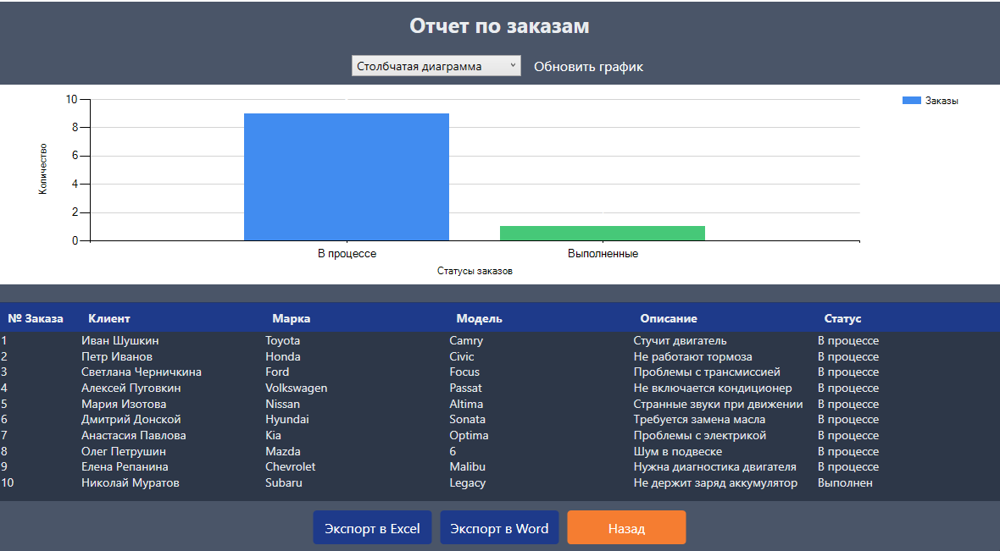 Отчет по заказам
Столбчатая диаграмма Обновить график
10
8
6
4
2
0
Количество
Заказы
В процессе Выполненные
Статусы заказов
№ Заказа Клиент Марка Модель Описание Статус
1 Иван Шушкин Toyota Camry Стучит двигатель В процессе
2 Петр Иванов Honda Civic Не работают тормоза В процессе
3 Светлана Черничкина Ford Focus Проблемы с трансмиссией В процессе
4 Алексей Пуговкин Volkswagen Passat Не включается кондиционер В процессе
5 Мария Изотова Nissan Altima Странные звуки при движении В процессе
6 Дмитрий Донской Hyundai Sonata Требуется замена масла В процессе
7 Анастасия Павлова Kia Optima Проблемы с электрикой В процессе
8 Олег Петрушин Mazda 6 Шум в подвеске В процессе
9 Елена Репанина Chevrolet Malibu Нужна диагностика двигателя В процессе
10 Николай Муратов Subaru Legacy Не держит заряд аккумулятор Выполнен
Экспорт в Excel Экспорт в Word Назад